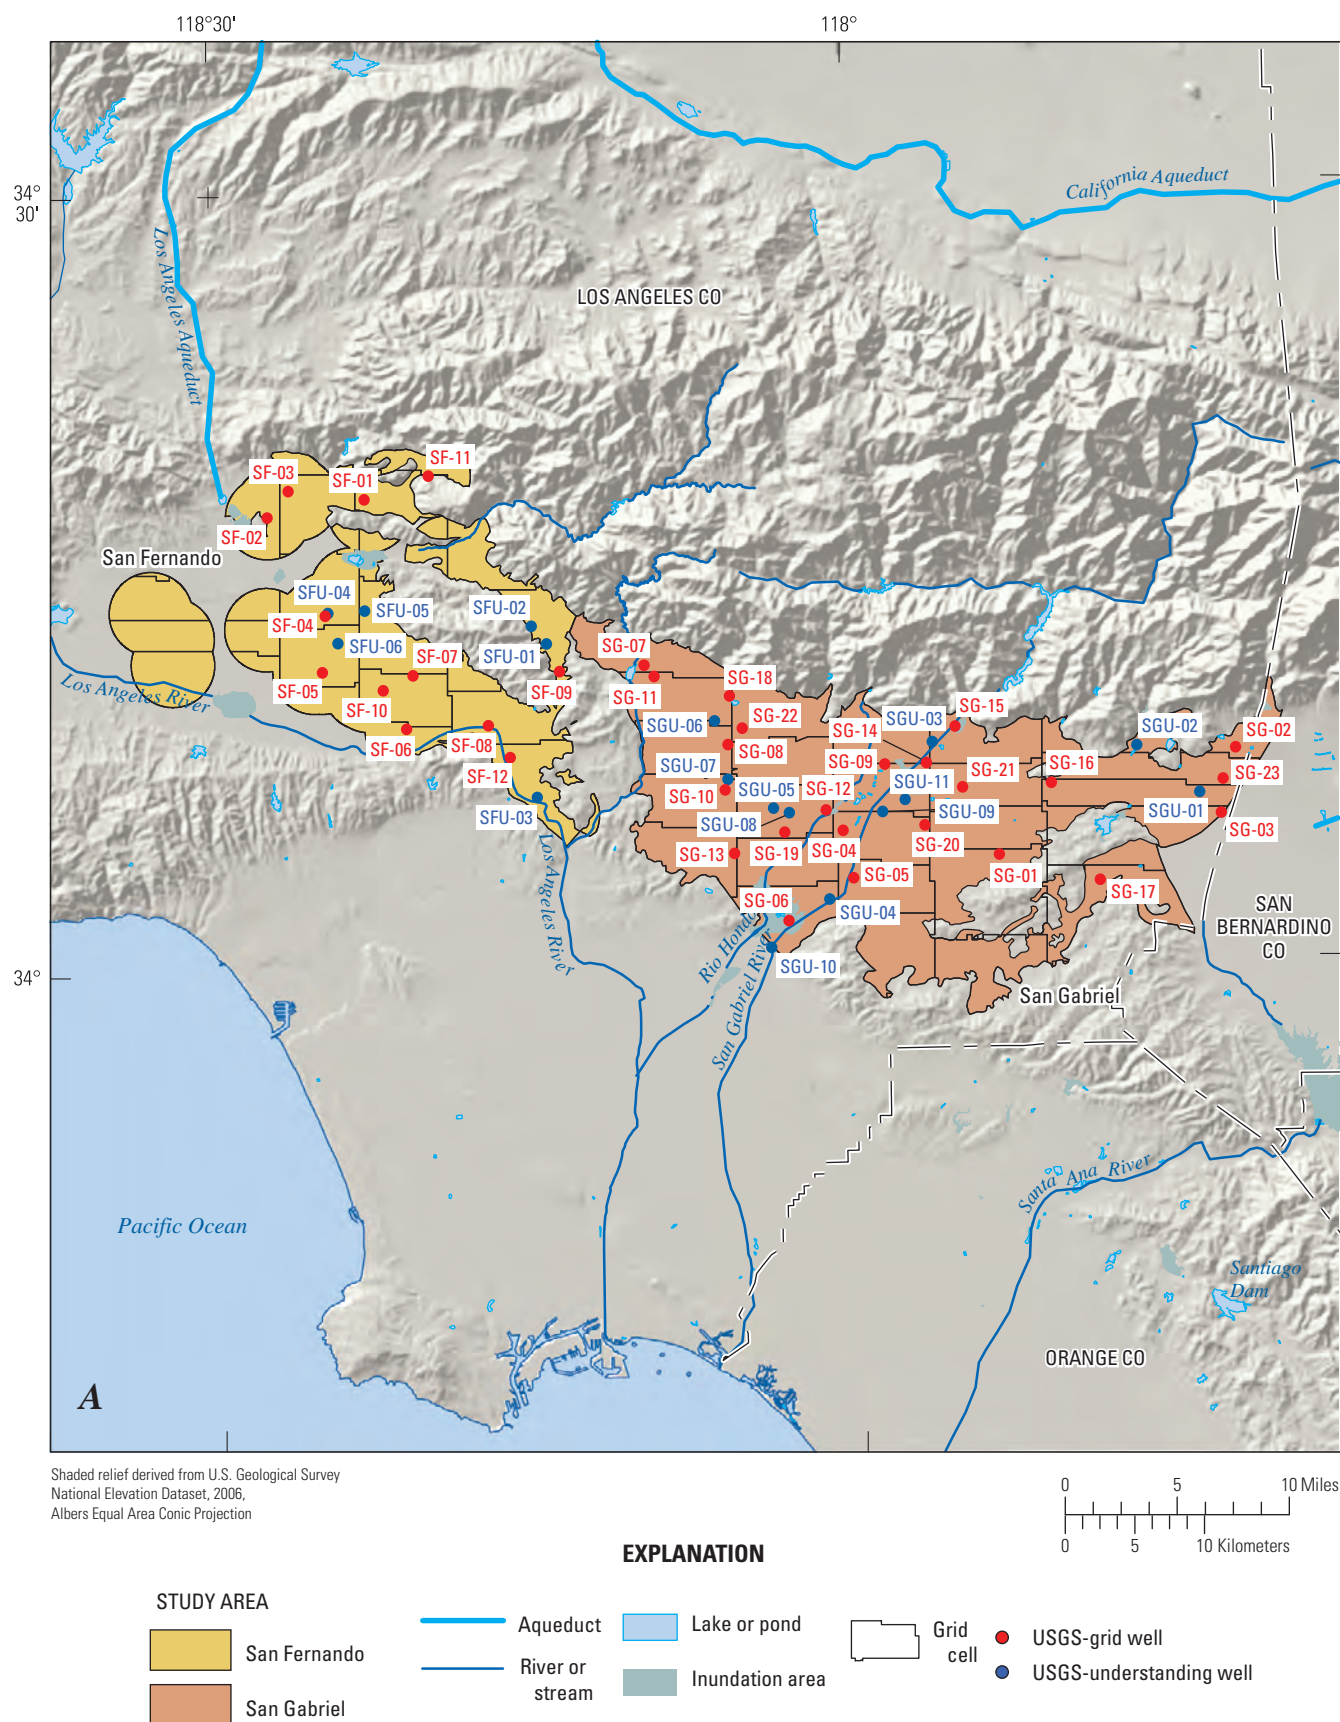 118°30'
118°
34°
30'
Los Angeles Aqueduct
California Aqueduct
LOS ANGELES CO
SF-03
SF-01
SF-11
SF-02
San Fernando
SFU-04
SFU-05
SFU-02
SF-04
SFU-06
SF-07
SFU-01
SG-07
SF-05
SF-10
SF-09
SG-11
SG-18
Los Angeles River
SF-06
SF-08
SF-12
SGU-06
SG-22
SG-14
SGU-03
SG-15
SGU-02
SG-02
SG-08
SG-09
SGU-07
SGU-11
SG-21
SG-16
SG-23
SG-10
SGU-05
SG-12
SGU-01
SFU-03
SGU-08
SGU-09
SG-03
SG-13
SG-19
SG-04
SG-20
SG-05
SG-01
SG-17
SG-06
SGU-04
SGU-10
Los Angeles River
Rio Hondo
San Gabriel River
San Gabriel
SAN
BERNARDINO
CO
34°
Santa Ana River
Pacific Ocean
Santiago
Dam
ORANGE CO
A
Shaded relief derived from U.S. Geological Survey
National Elevation Dataset, 2006,
Albers Equal Area Conic Projection
0 5 10 Miles
0 5 10 Kilometers
EXPLANATION
STUDY AREA
San Fernando
San Gabriel
Aqueduct
River or
stream
Lake or pond
Inundation area
Grid
cell
USGS-grid well
USGS-understanding well